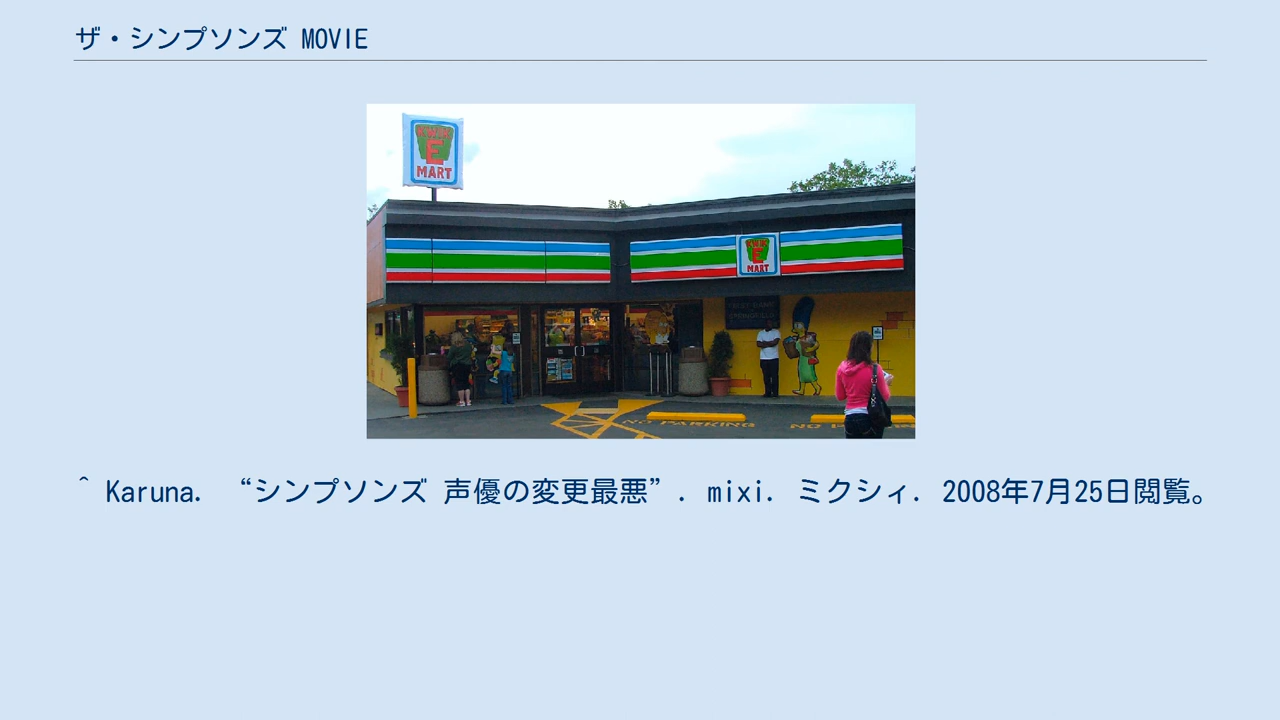 ザ・シンプソンズ MOVIE
KWIK
E
MART
KWIK
E
MART
NO PARKING
^ Karuna. “シンプソンズ 声優の変更最悪”. mixi. ミクシィ. 2008年7月25日閲覧。